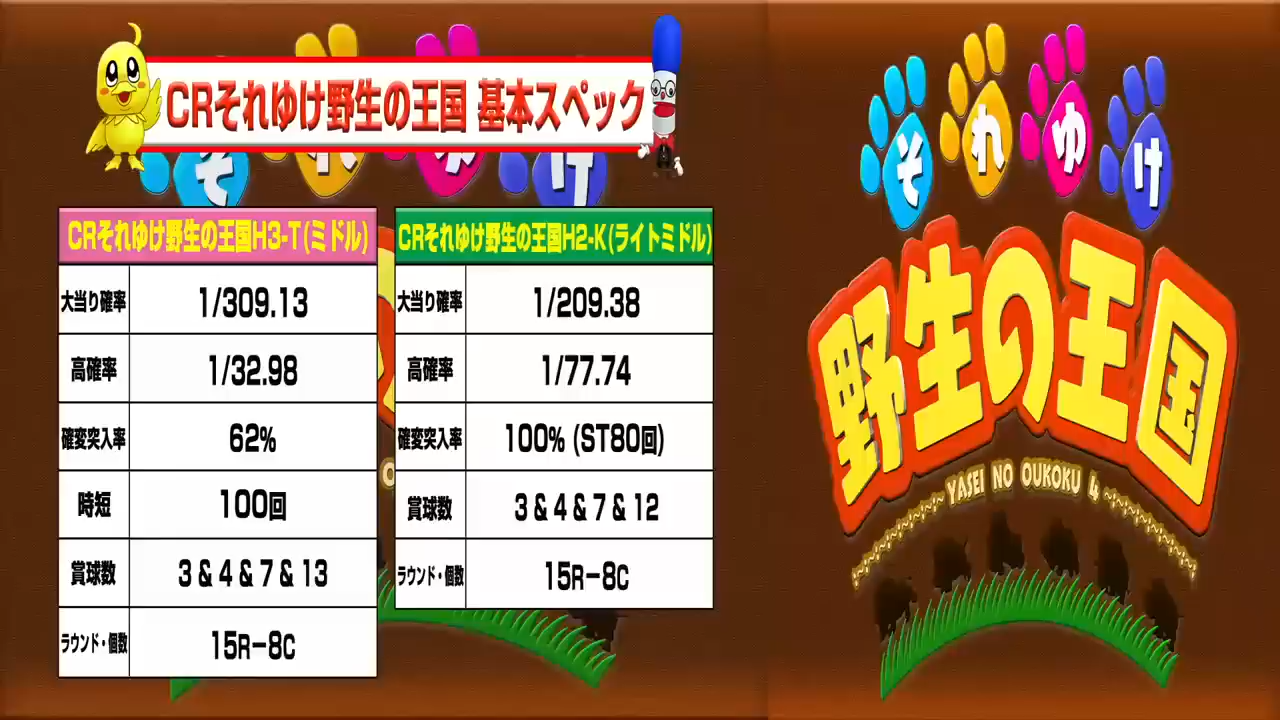 CRそれゆけ野生の王国 基本スペック
CRそれゆけ野生の王国H3-T(ミドル)
大当り確率 1/309.13
高確率 1/32.98
確変突入率 62%
時短 100回
賞球数 3&4&7&13
ラウンド・個数 15R-8C
CRそれゆけ野生の王国H2-K(ライトミドル)
大当り確率 1/209.38
高確率 1/77.74
確変突入率 100% (ST80回)
賞球数 3&4&7&12
ラウンド・個数 15R-8C
それゆけ
野生の王国
YASEI NO OUKOKU 4
それゆけ